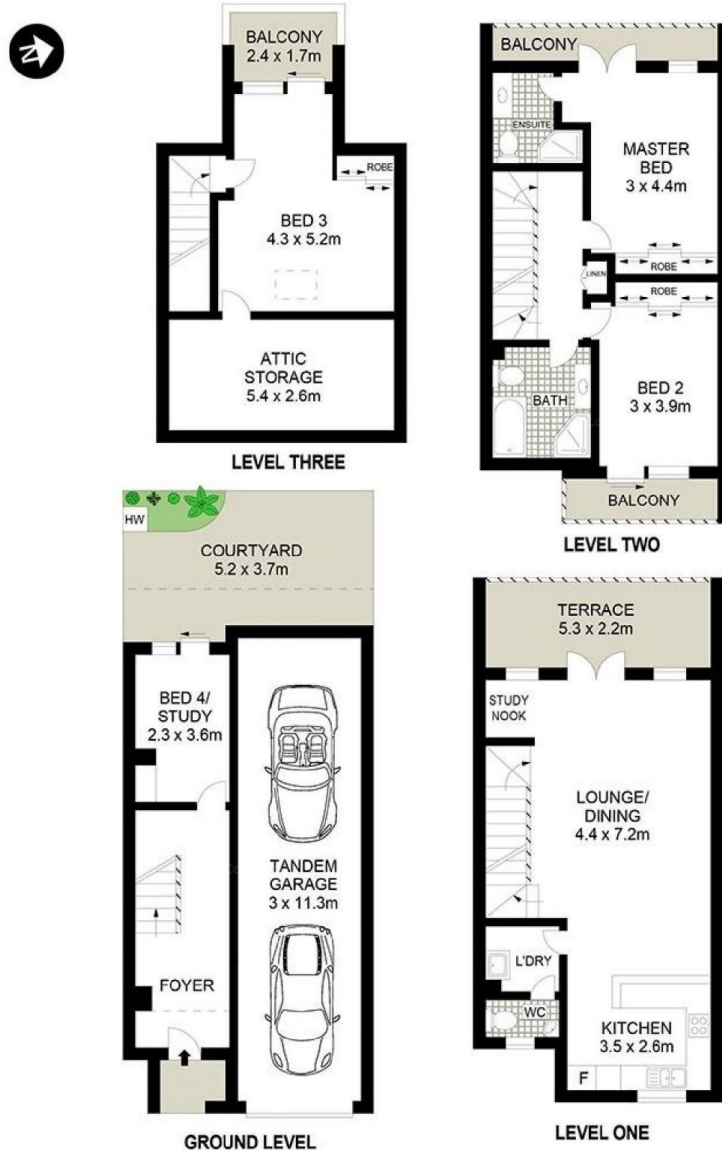 N
BALCONY
2.4 x 1.7m
ROBE
BED 3
4.3 x 5.2m
ATTIC
STORAGE
5.4 x 2.6m
LEVEL THREE
BALCONY
ENSUITE
MASTER
BED
3 x 4.4m
ROBE
LINEN
ROBE
BATH
BED 2
3 x 3.9m
BALCONY
LEVEL TWO
HW
COURTYARD
5.2 x 3.7m
BED 4/
STUDY
2.3 x 3.6m
TANDEM
GARAGE
3 x 11.3m
FOYER
GROUND LEVEL
TERRACE
5.3 x 2.2m
STUDY
NOOK
LOUNGE/
DINING
4.4 x 7.2m
L'DRY
WC
KITCHEN
3.5 x 2.6m
F
LEVEL ONE